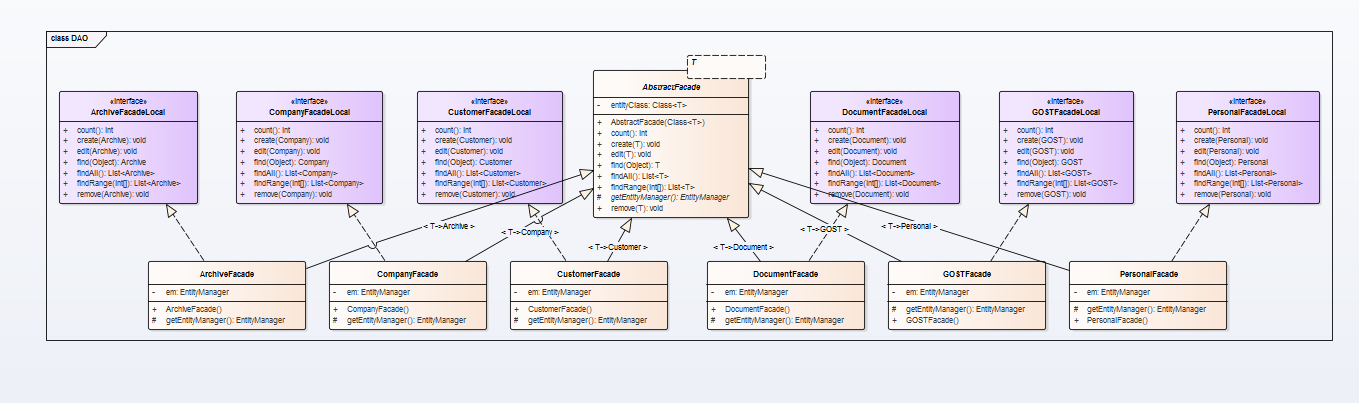 class DAO
T
«interface»
ArchiveFacadeLocal
+ count(): int
+ create(Archive): void
+ edit(Archive): void
+ find(Object): Archive
+ findAll(): List<Archive>
+ findRange(int[]): List<Archive>
+ remove(Archive): void
«interface»
CompanyFacadeLocal
+ count(): int
+ create(Company): void
+ edit(Company): void
+ find(Object): Company
+ findAll(): List<Company>
+ findRange(int[]): List<Company>
+ remove(Company): void
«interface»
CustomerFacadeLocal
+ count(): int
+ create(Customer): void
+ edit(Customer): void
+ find(Object): Customer
+ findAll(): List<Customer>
+ findRange(int[]): List<Customer>
+ remove(Customer): void
AbstractFacade
- entityClass: Class<T>
+ AbstractFacade(Class<T>)
+ count(): int
+ create(T): void
+ edit(T): void
+ find(Object): T
+ findAll(): List<T>
+ findRange(int[]): List<T>
# getEntityManager(): EntityManager
+ remove(T): void
«interface»
DocumentFacadeLocal
+ count(): int
+ create(Document): void
+ edit(Document): void
+ find(Object): Document
+ findAll(): List<Document>
+ findRange(int[]): List<Document>
+ remove(Document): void
«interface»
GOSTFacadeLocal
+ count(): int
+ create(GOST): void
+ edit(GOST): void
+ find(Object): GOST
+ findAll(): List<GOST>
+ findRange(int[]): List<GOST>
+ remove(GOST): void
«interface»
PersonalFacadeLocal
+ count(): int
+ create(Personal): void
+ edit(Personal): void
+ find(Object): Personal
+ findAll(): List<Personal>
+ findRange(int[]): List<Personal>
+ remove(Personal): void
< T->Archive >
< T->Company >
< T->Customer >
< T->Document >
< T->GOST >
< T->Personal >
ArchiveFacade
- em: EntityManager
+ ArchiveFacade()
# getEntityManager(): EntityManager
CompanyFacade
- em: EntityManager
+ CompanyFacade()
# getEntityManager(): EntityManager
CustomerFacade
- em: EntityManager
+ CustomerFacade()
# getEntityManager(): EntityManager
DocumentFacade
- em: EntityManager
+ DocumentFacade()
# getEntityManager(): EntityManager
GOSTFacade
- em: EntityManager
# getEntityManager(): EntityManager
+ GOSTFacade()
PersonalFacade
- em: EntityManager
# getEntityManager(): EntityManager
+ PersonalFacade()